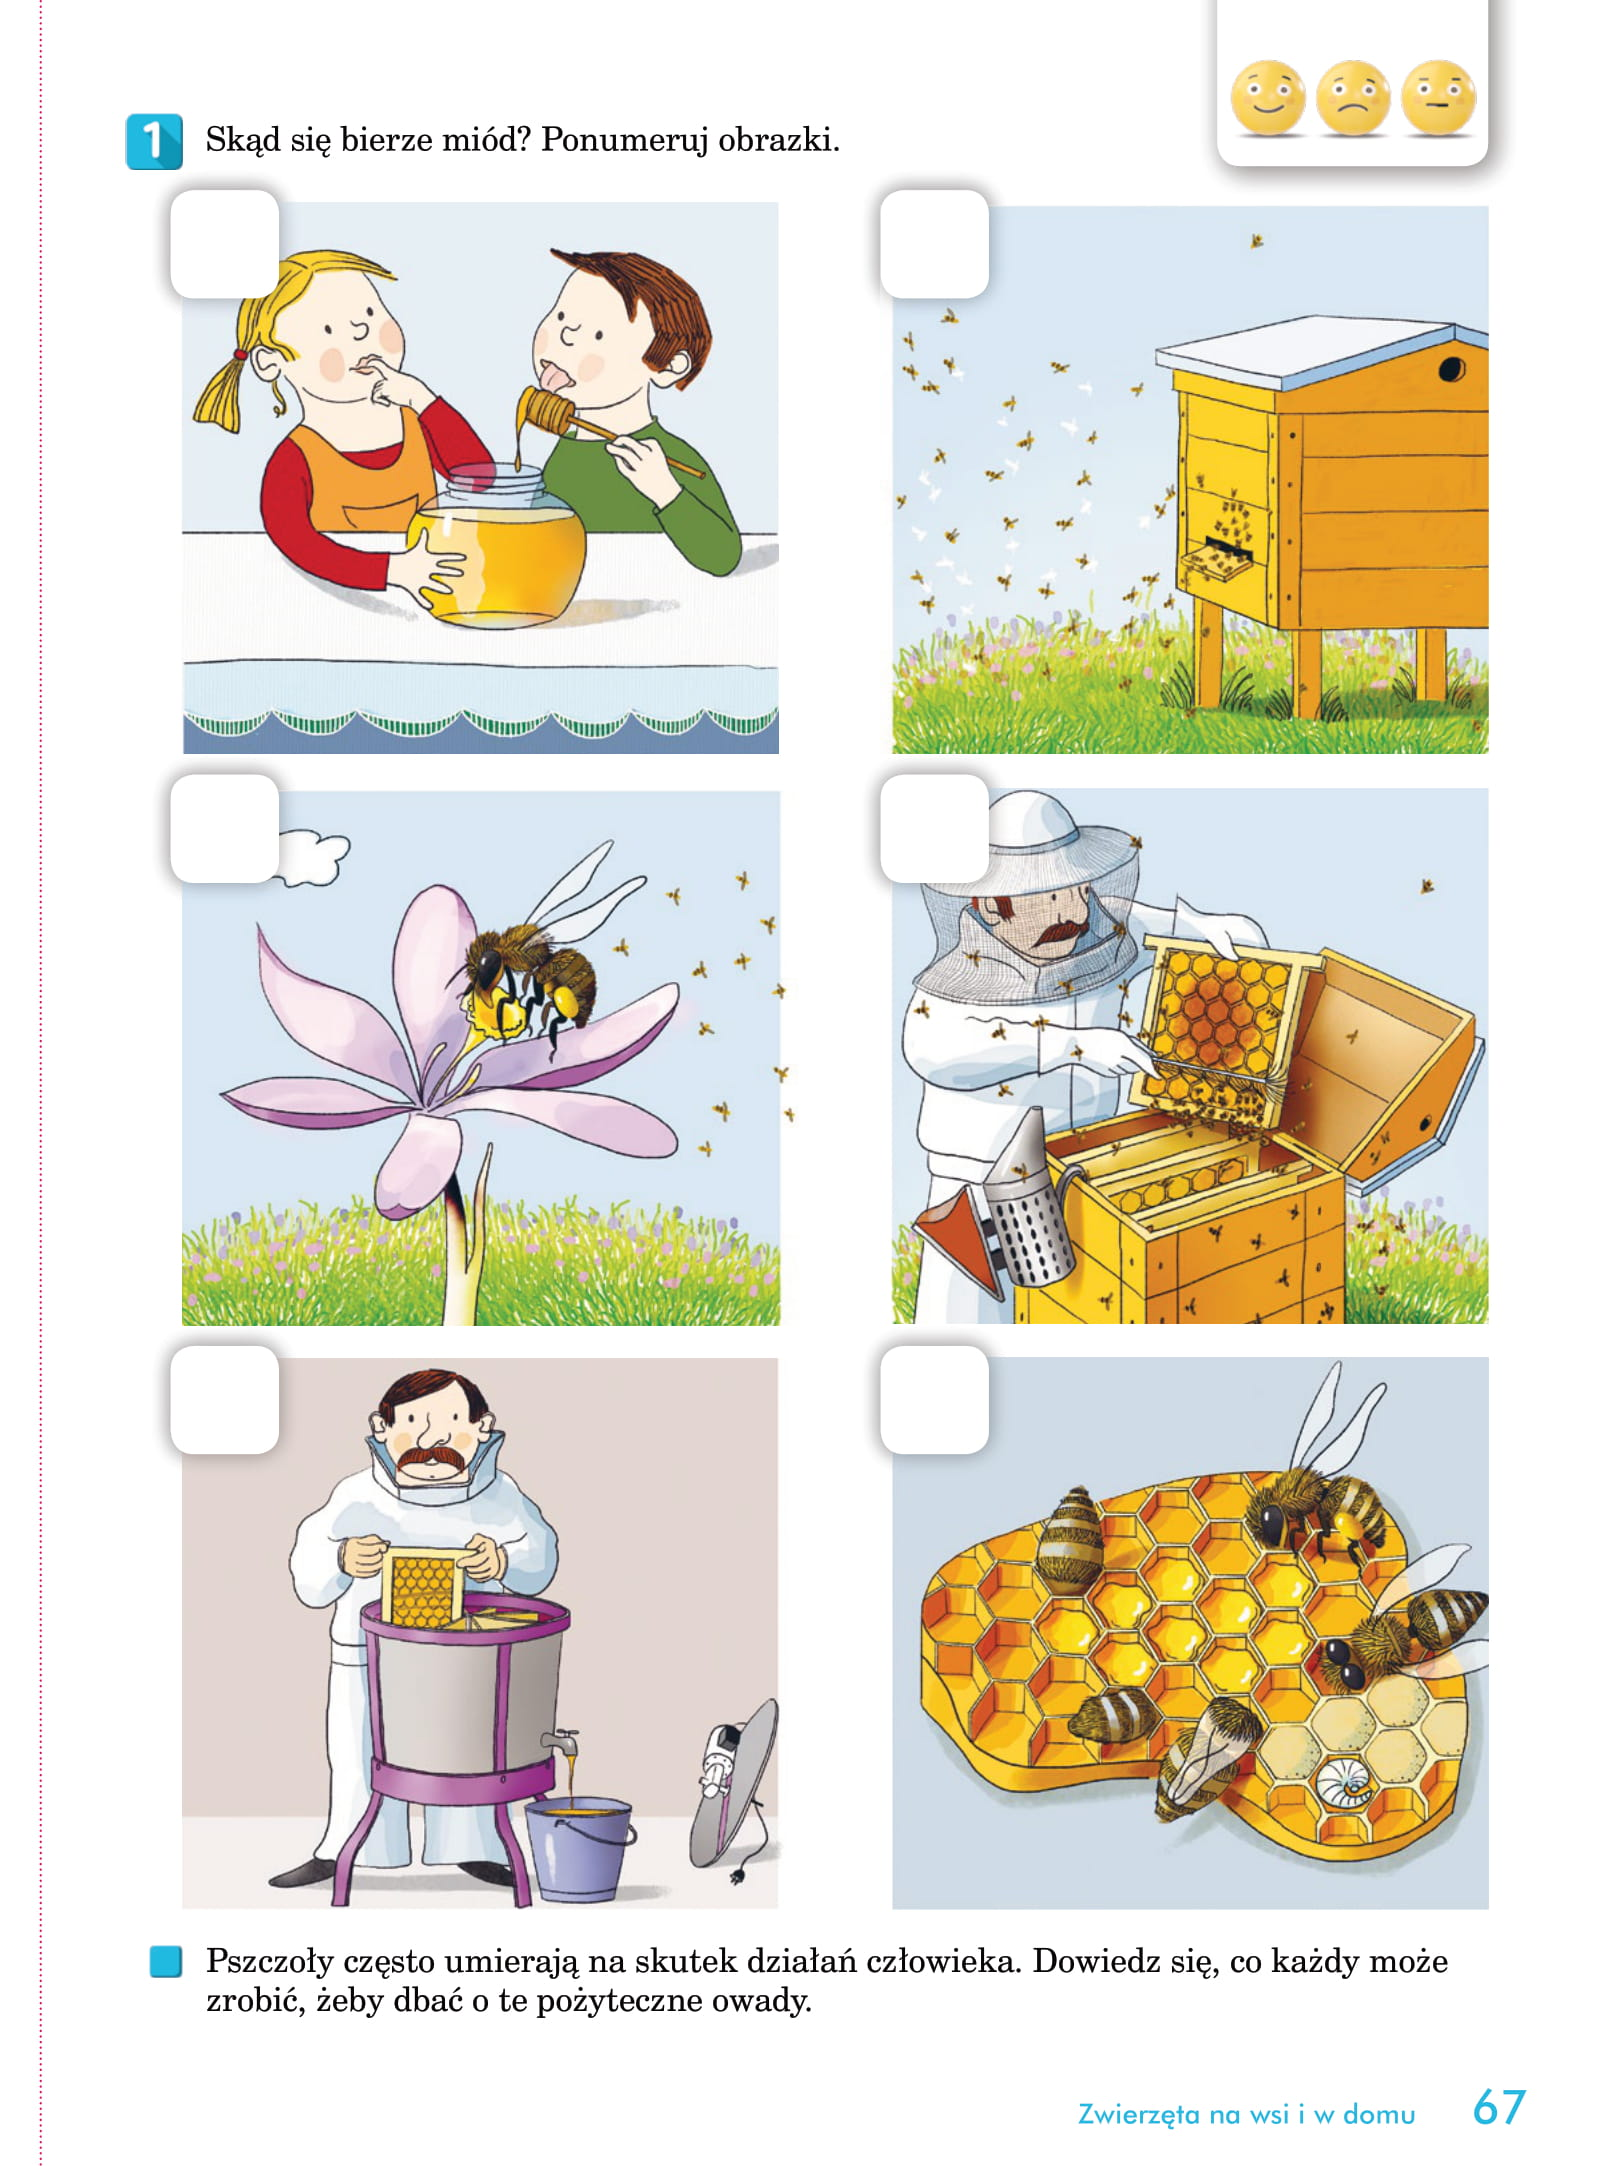 1 Skąd się bierze miód? Ponumeruj obrazki.
Pszczoły często umierają na skutek działań człowieka. Dowiedz się, co każdy może
zrobić, żeby dbać o te pożyteczne owady.
Zwierzęta na wsi i w domu 67